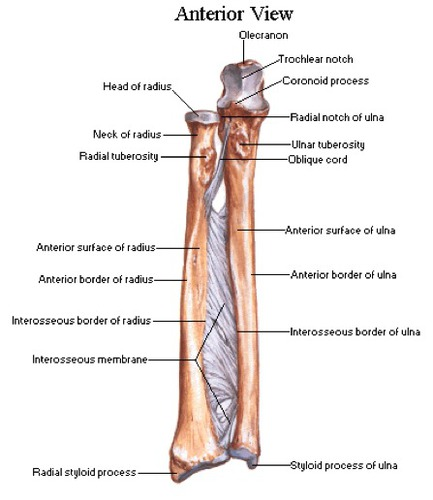 Anterior View
Olecranon
Trochlear notch
Coronoid process
Head of radius
Radial notch of ulna
Neck of radius
Ulnar tuberosity
Radial tuberosity
Oblique cord
Anterior surface of ulna
Anterior surface of radius
Anterior border of ulna
Anterior border of radius
Interosseous border of radius
Interosseous border of ulna
Interosseous membrane
Styloid process of ulna
Radial styloid process